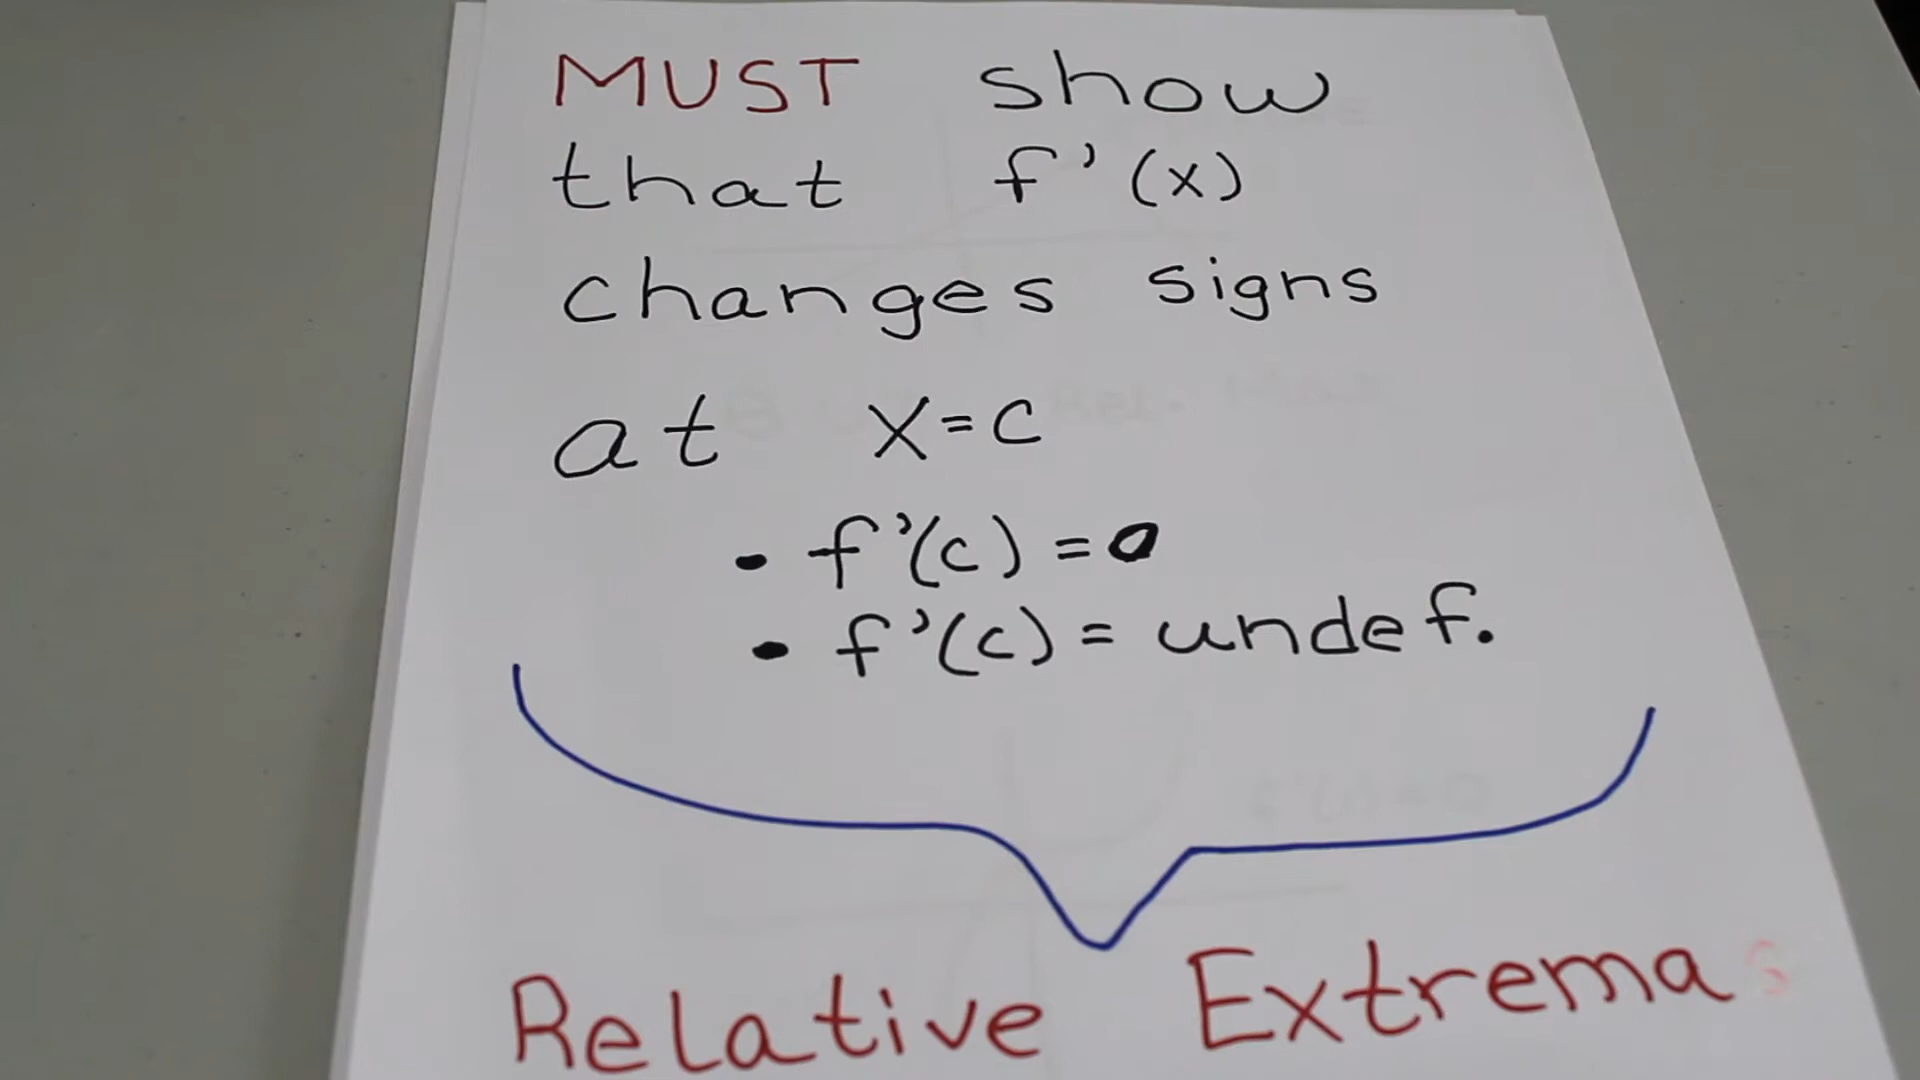 MUST show
that f'(x)
changes signs
at x=c
• f'(c) = 0
• f'(c) = undef.
Relative Extrema